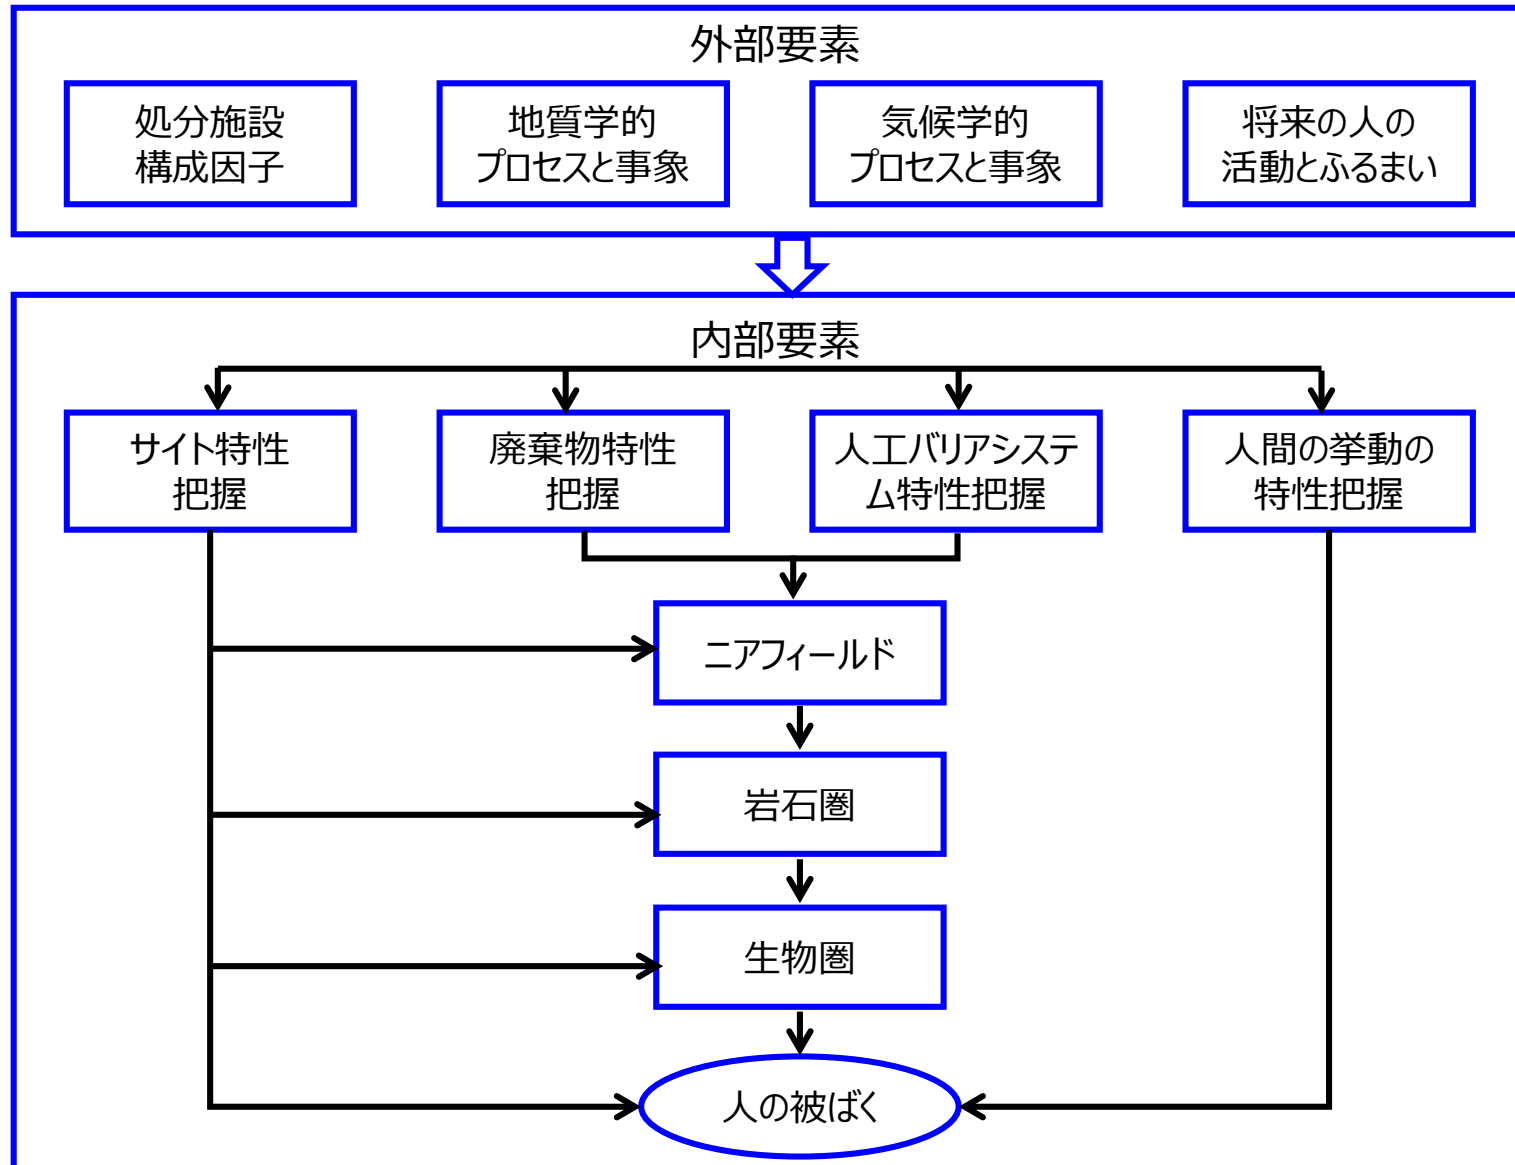 外部要素
処分施設
構成因子
地質学的
プロセスと事象
気候学的
プロセスと事象
将来の人の
活動とふるまい
内部要素
サイト特性
把握
廃棄物特性
把握
人工バリアシステ
ム特性把握
人間の挙動の
特性把握
ニアフィールド
岩石圏
生物圏
人の被ばく